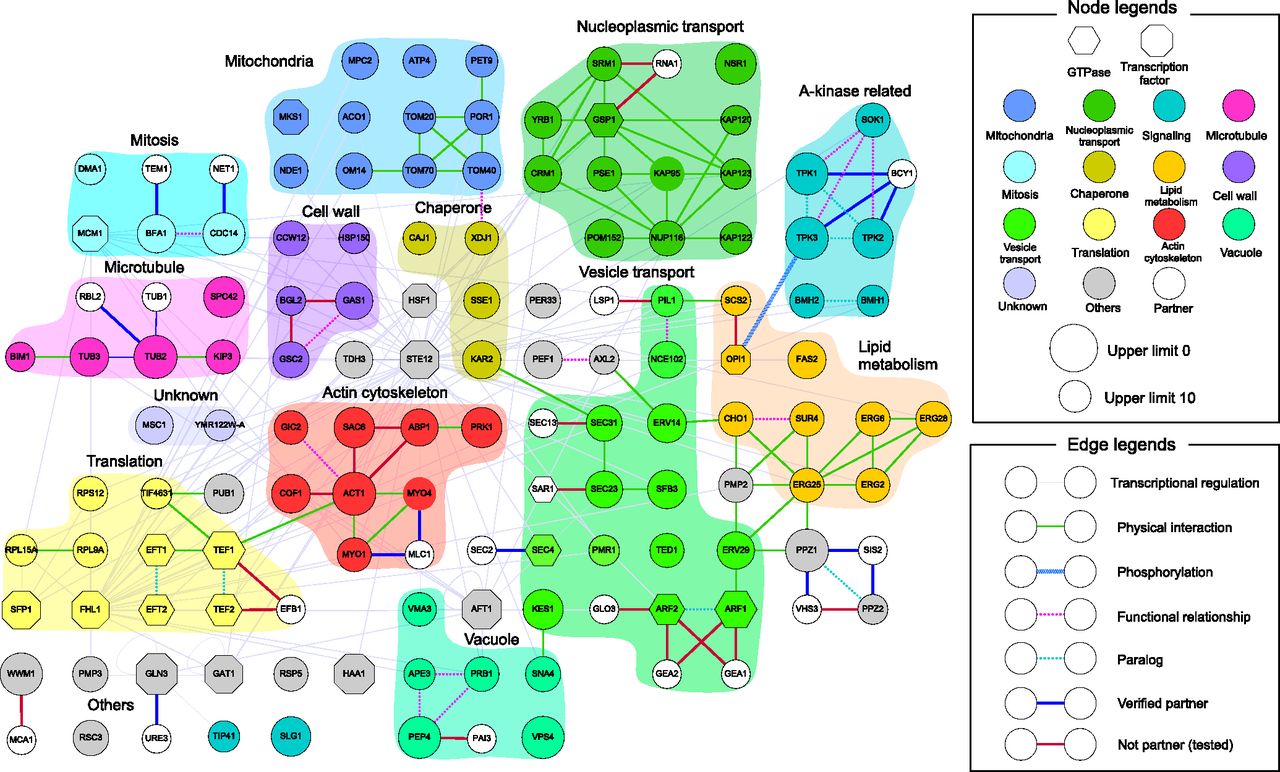 Nucleoplasmic transport
Mitochondria
MPC2
ATP4
PET9
SRM1
RNA1
NSR1
A-kinase related
MKS1
ACO1
TOM20
POR1
YRB1
GSP1
KAP120
SOK1
Mitosis
DMA1
TEM1
NET1
NDE1
OM14
TOM70
TOM40
CRM1
PSE1
KAP95
KAP123
TPK1
BCY1
Cell wall
Chaperone
MCM1
BFA1
CDC14
CCW12
HSP150
CAJ1
XDJ1
POM152
NUP116
KAP122
TPK3
TPK2
Microtubule
Vesicle transport
RBL2
TUB1
SPC42
BGL2
GAS1
HSF1
SSE1
PER33
LSP1
PIL1
SCS2
BMH2
BMH1
BIM1
TUB3
TUB2
KIP3
GSC2
TDH3
STE12
KAR2
PEF1
AXL2
NCE102
OPI1
FAS2
Lipid
metabolism
Unknown
Actin cytoskeleton
MSC1
YMR122W-A
GIC2
SAC6
ABP1
PRK1
SEC13
SEC31
ERV14
CHO1
SUR4
ERG6
ERG28
Translation
RPS12
TIF4631
PUB1
COF1
ACT1
MYO4
SAR1
SEC23
SFB3
PMP2
ERG25
ERG2
RPL15A
RPL9A
EFT1
TEF1
MYO1
MLC1
SEC2
SEC4
PMR1
TED1
ERV29
PPZ1
SIS2
SFP1
FHL1
EFT2
TEF2
EFB1
VMA3
AFT1
KES1
GLO3
ARF2
ARF1
VHS3
PPZ2
Vacuole
WWM1
PMP3
GLN3
GAT1
RSP5
HAA1
APE3
PRB1
SNA4
GEA2
GEA1
Others
MCA1
RSC3
URE3
TIP41
SLG1
PEP4
PAI3
VPS4
Node legends
GTPase
Transcription
factor
Mitochondria
Nucleoplasmic
transport
Signaling
Microtubule
Mitosis
Chaperone
Lipid
metabolism
Cell wall
Vesicle
transport
Translation
Actin
cytoskeleton
Vacuole
Unknown
Others
Partner
Upper limit 0
Upper limit 10
Edge legends
Transcriptional regulation
Physical interaction
Phosphorylation
Functional relationship
Paralog
Verified partner
Not partner (tested)